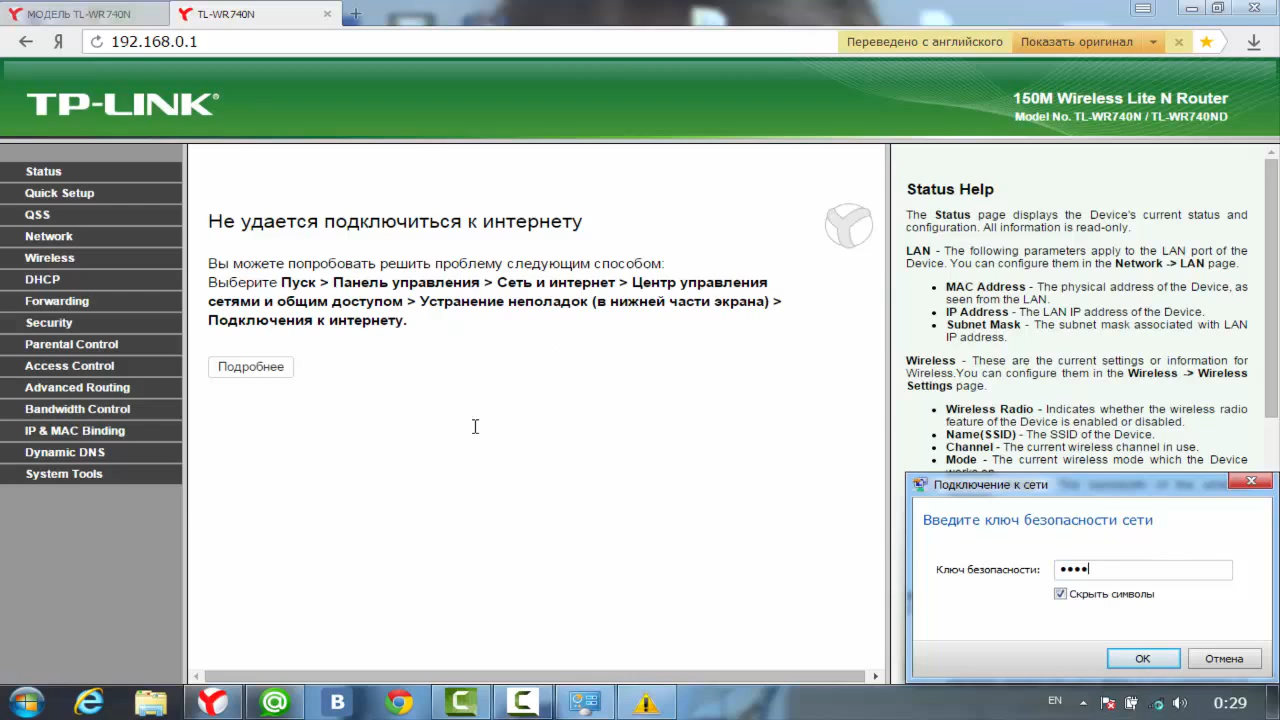 МОДЕЛЬ TL-WR740N
TL-WR740N
192.168.0.1
Переведено с английского
Показать оригинал
TP-LINK®
150M Wireless Lite N Router
Model No. TL-WR740N / TL-WR740ND
Status
Quick Setup
QSS
Network
Wireless
DHCP
Forwarding
Security
Parental Control
Access Control
Advanced Routing
Bandwidth Control
IP & MAC Binding
Dynamic DNS
System Tools
Не удается подключиться к интернету
Вы можете попробовать решить проблему следующим способом:
Выберите Пуск > Панель управления > Сеть и интернет > Центр управления
сетями и общим доступом > Устранение неполадок (в нижней части экрана) >
Подключения к интернету.
Подробнее
Status Help
The Status page displays the Device's current status and
configuration. All information is read-only.
LAN - The following parameters apply to the LAN port of the
Device. You can configure them in the Network -> LAN page.
• MAC Address - The physical address of the Device, as
seen from the LAN.
• IP Address - The LAN IP address of the Device.
• Subnet Mask - The subnet mask associated with LAN
IP address.
Wireless - These are the current settings or information for
Wireless.You can configure them in the Wireless -> Wireless
Settings page.
• Wireless Radio - Indicates whether the wireless radio
feature of the Device is enabled or disabled.
• Name(SSID) - The SSID of the Device.
• Channel - The current wireless channel in use.
• Mode - The current wireless mode which the Device
Подключение к сети
Введите ключ безопасности сети
Ключ безопасности: ••••
Скрыть символы
OK
Отмена
EN
0:29